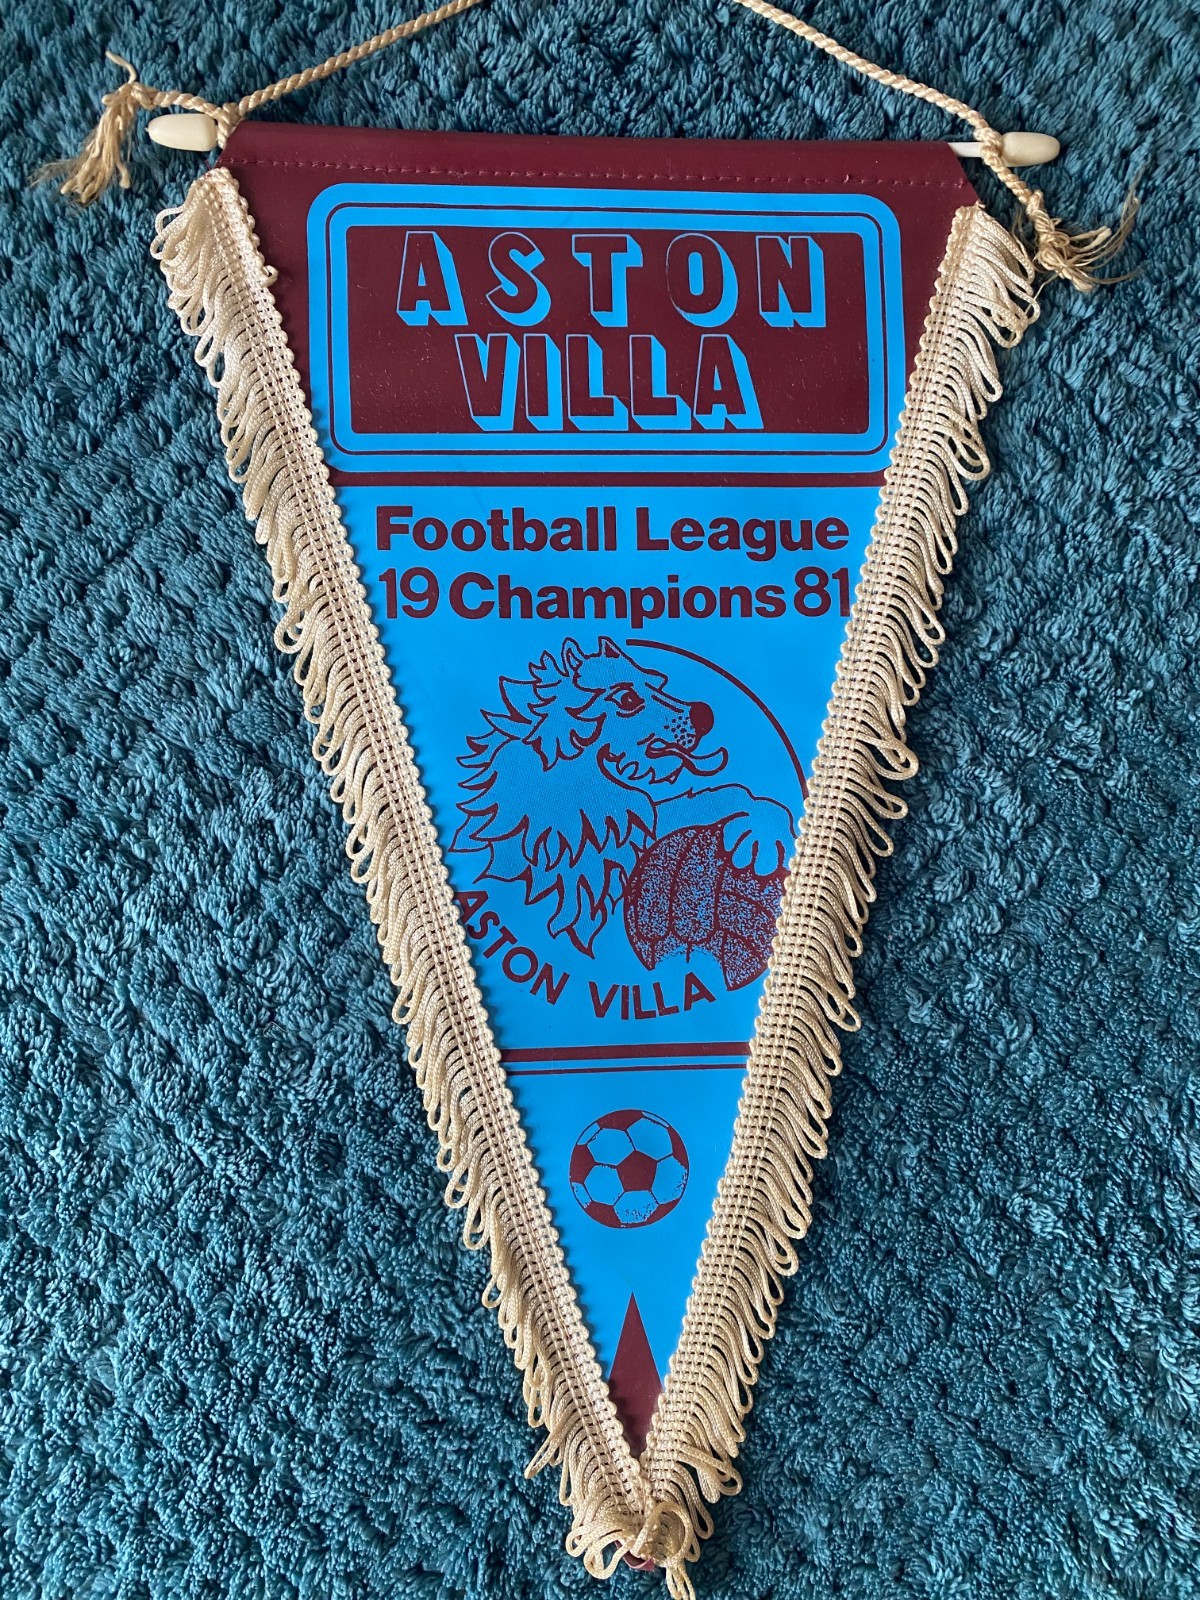 ASTON
VILLA
Football League
19 Champions 81
ASTON VILLA